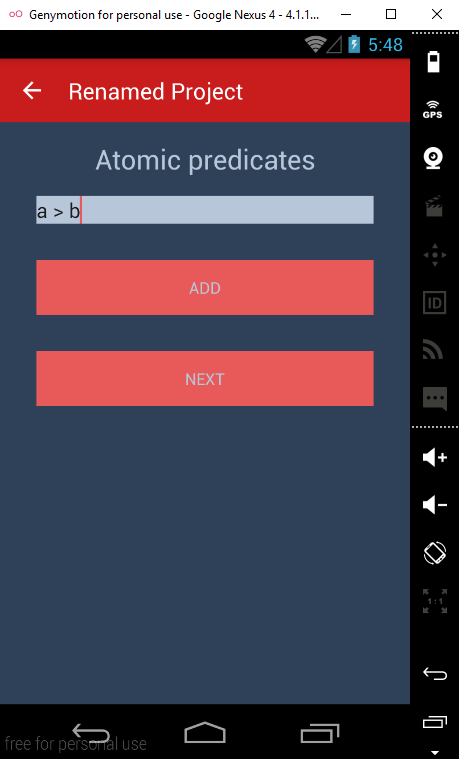 Genymotion for personal use - Google Nexus 4 - 4.1.1...
5:48
Renamed Project
GPS
Atomic predicates
a > b
ADD
ID
NEXT
1:1
free for personal use